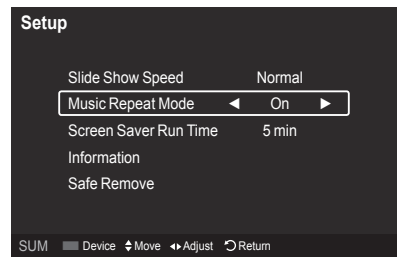 Setup
Slide Show Speed Normal
Music Repeat Mode ◄ On ►
Screen Saver Run Time 5 min
Information
Safe Remove
SUM Device Move Adjust Return